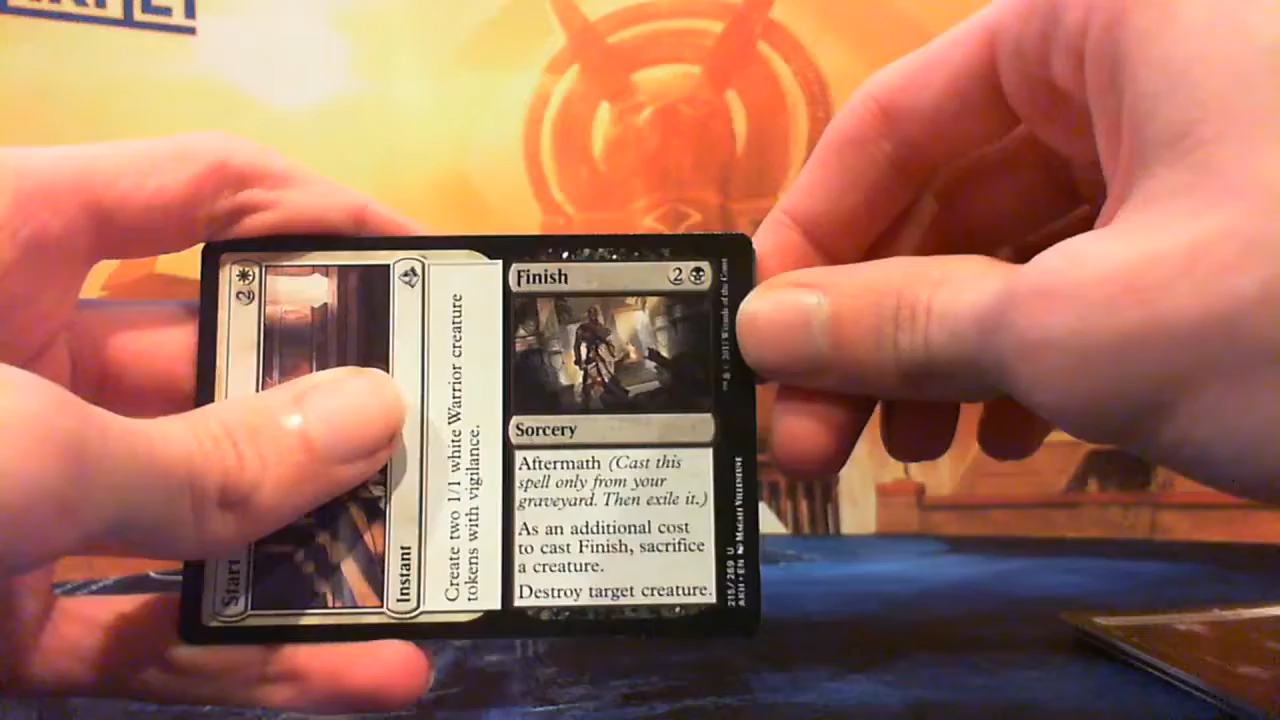 Start
2
Instant
Create two 1/1 white Warrior creature
tokens with vigilance.
Finish
2
Sorcery
Aftermath (Cast this
spell only from your
graveyard. Then exile it.)
As an additional cost
to cast Finish, sacrifice
a creature.
Destroy target creature.
215/269 U
AKH • EN MAGALI VILLENEUVE
™ & © 2017 Wizards of the Coast